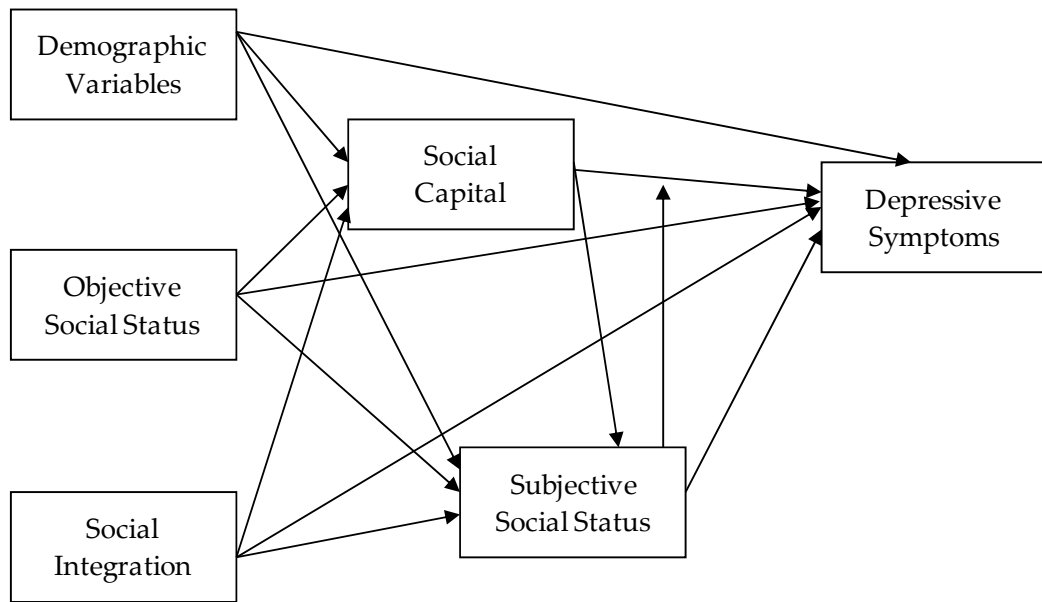 Demographic
Variables
Social
Capital
Depressive
Symptoms
Objective
Social Status
Subjective
Social Status
Social
Integration